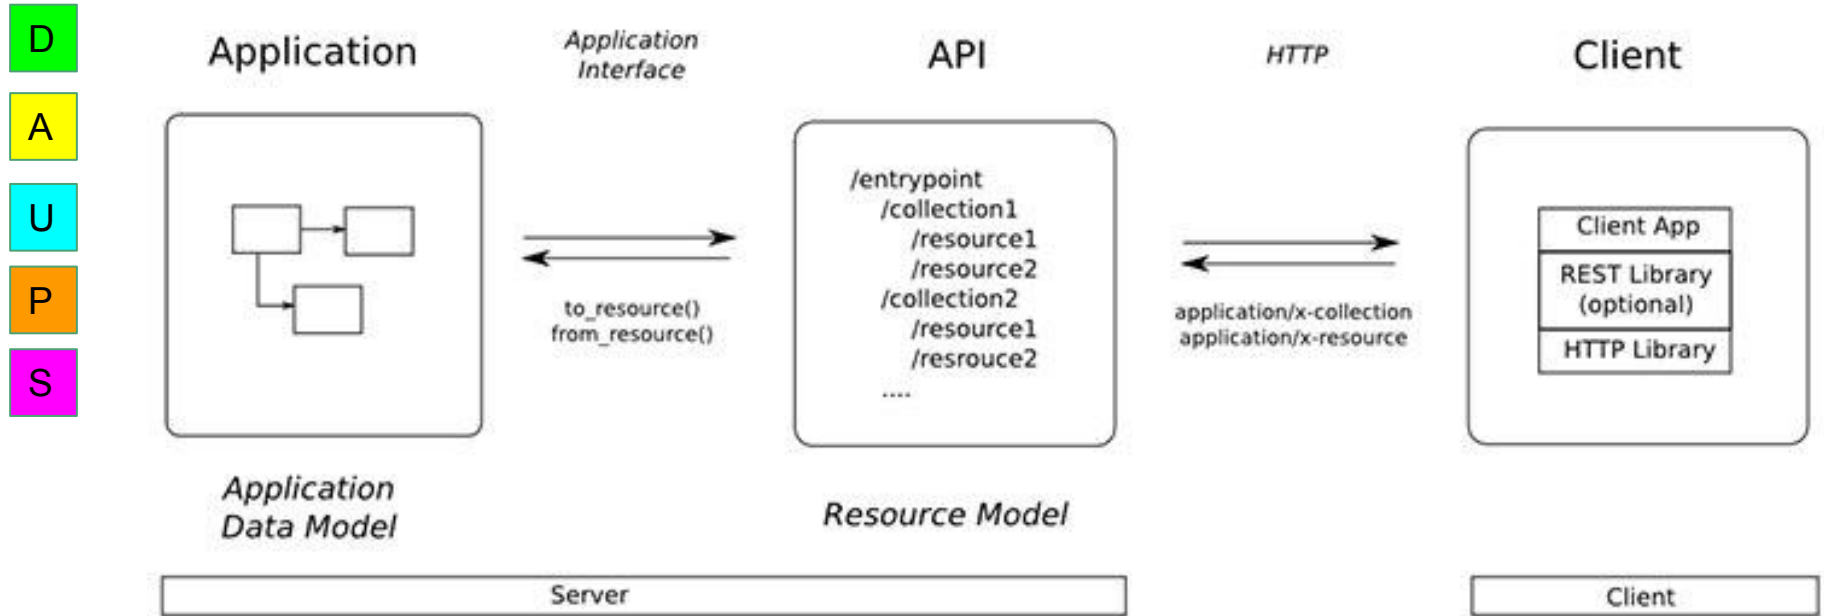 D
A
U
P
S
Application
Application
Interface
API
HTTP
Client
/entrypoint
/collection1
/resource1
/resource2
/collection2
/resource1
/resrouce2
....
to_resource()
from_resource()
application/x-collection
application/x-resource
Client App
REST Library
(optional)
HTTP Library
Application
Data Model
Resource Model
Server
Client